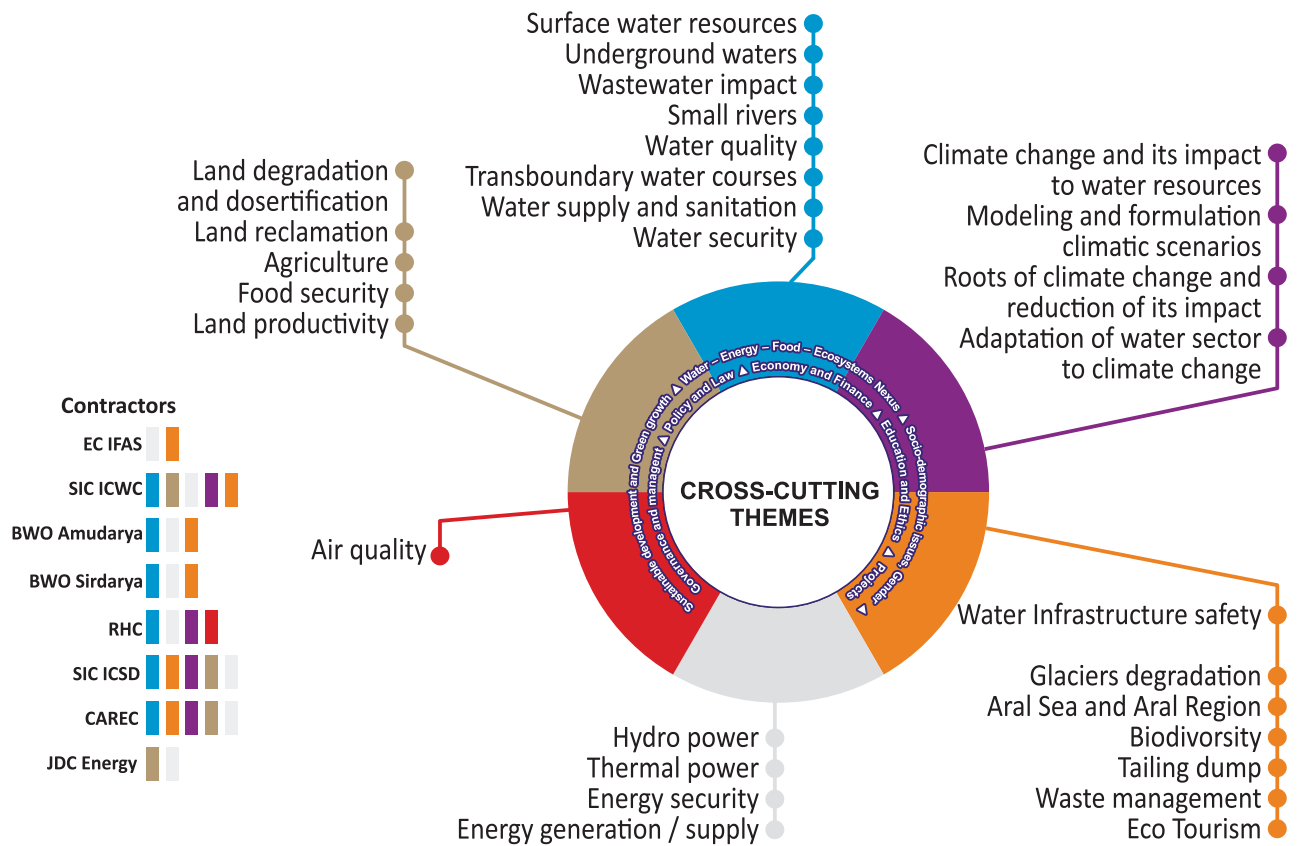 Surface water resources
Underground waters
Wastewater impact
Small rivers
Water quality
Transboundary water courses
Water supply and sanitation
Water security
Land degradation
and dosertification
Land reclamation
Agriculture
Food security
Land productivity
Climate change and its impact
to water resources
Modeling and formulation
climatic scenarios
Roots of climate change and
reduction of its impact
Adaptation of water sector
to climate change
Contractors
EC IFAS
SIC ICWC
BWO Amudarya
BWO Sirdarya
RHC
SIC ICSD
CAREC
JDC Energy
Air quality
Sustainable development and Green growth ▲ Water – Energy – Food – Ecosystems Nexus ▲ Socio-demographic issues, Gender ▲
Governance and managent ▲ Policy and Law ▲ Economy and Finance ▲ Education and Ethics ▲ Projects
CROSS-CUTTING
THEMES
Water Infrastructure safety
Glaciers degradation
Aral Sea and Aral Region
Biodivorsity
Tailing dump
Waste management
Eco Tourism
Hydro power
Thermal power
Energy security
Energy generation / supply